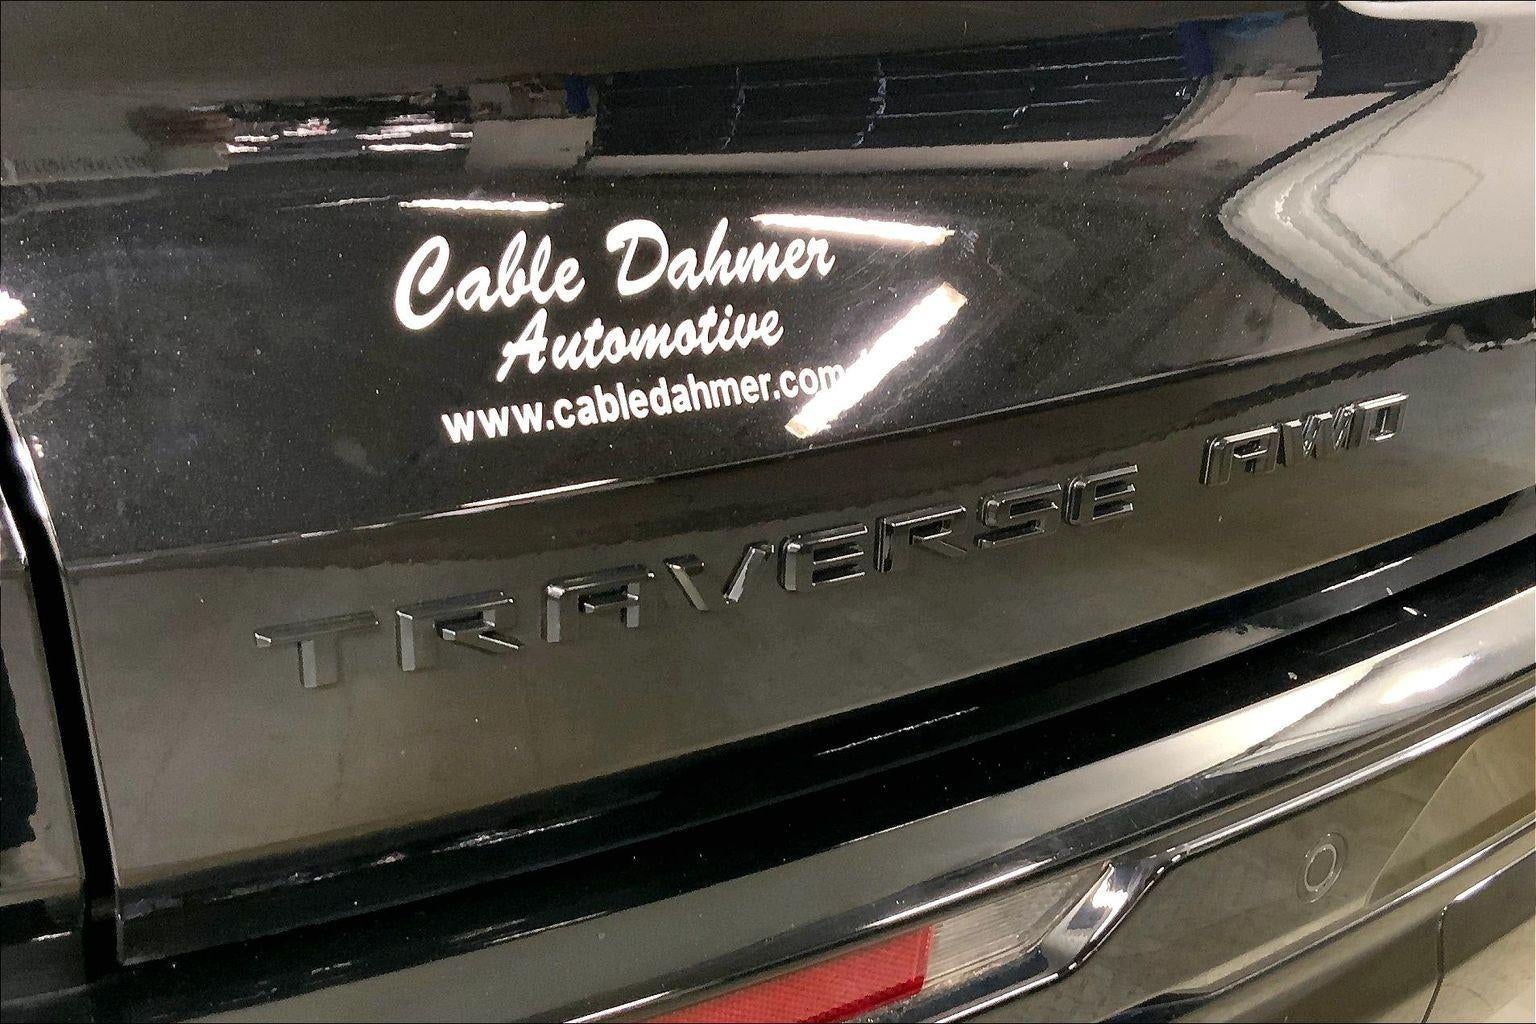 Cable Dahmer
Automotive
www.cabledahmer.com
TRAVERSE AWD